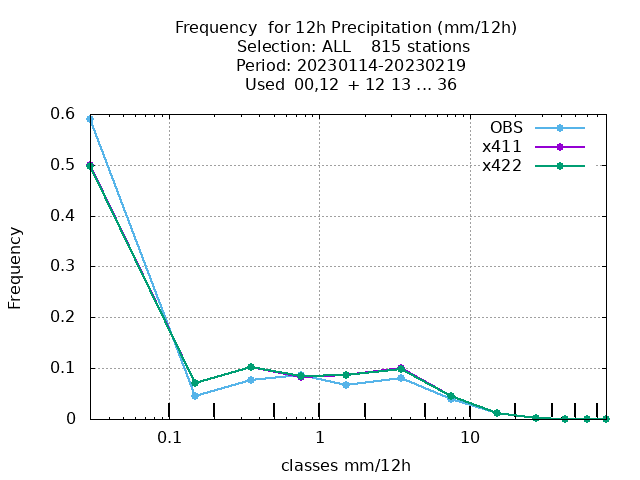 Frequency  for 12h Precipitation (mm/12h)
Selection: ALL    815 stations
Period: 20230114-20230219
Used  00,12  + 12 13 ... 36
OBS
x411
x422
0.6
0.5
0.4
0.3
0.2
0.1
0
Frequency
0.1
1
10
classes mm/12h